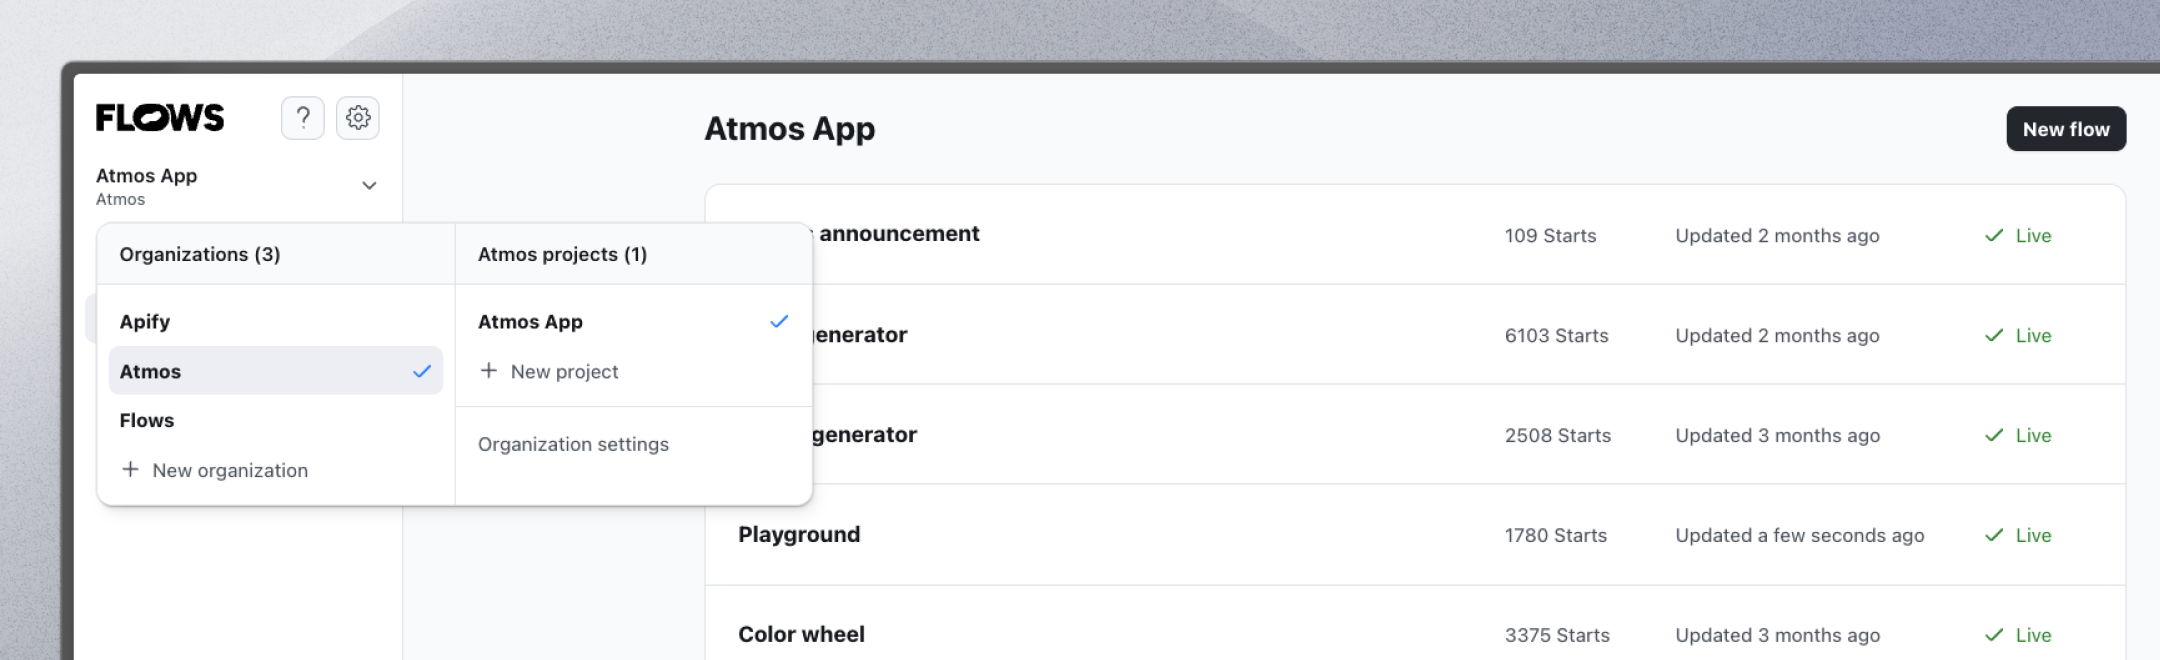 FLOWS
?
Atmos App
Atmos
Organizations (3)
Apify
Atmos
Flows
+ New organization
Atmos projects (1)
Atmos App
+ New project
Organization settings
Atmos App
New flow
announcement 109 Starts Updated 2 months ago Live
6103 Starts Updated 2 months ago Live
generator 2508 Starts Updated 3 months ago Live
Playground 1780 Starts Updated a few seconds ago Live
Color wheel 3375 Starts Updated 3 months ago Live